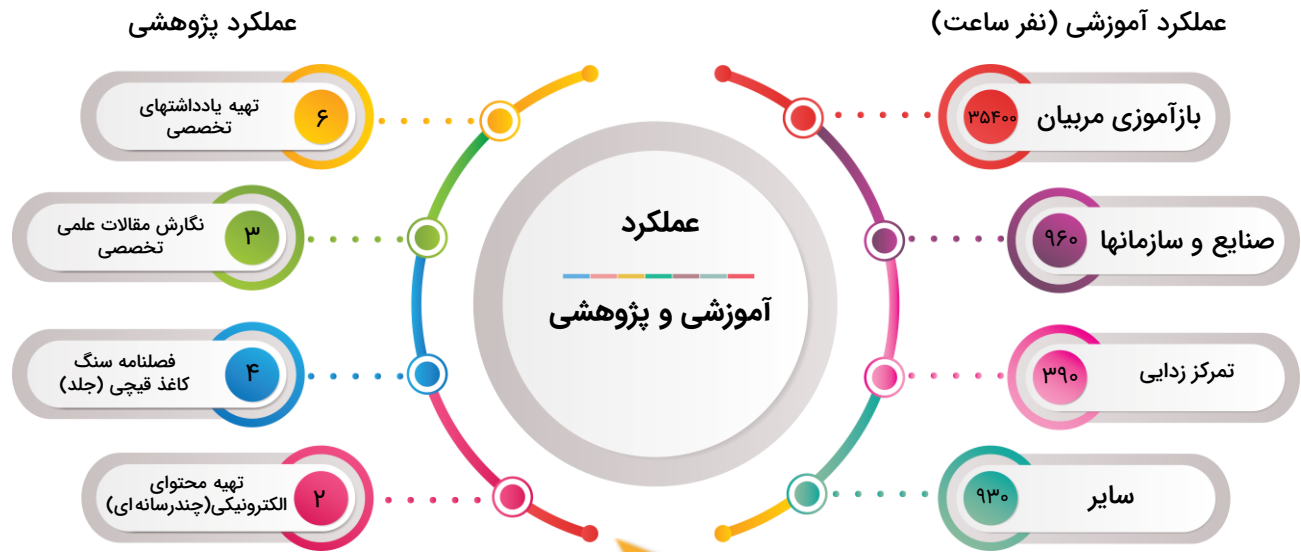 عملکرد آموزشی (نفر ساعت)
بازآموزی مربیان
۳۵۴۰۰
صنایع و سازمانها
۹۶۰
تمرکز زدایی
۳۹۰
سایر
۹۳۰
عملکرد
آموزشی و پژوهشی
عملکرد پژوهشی
۶
تهیه یادداشتهای
تخصصی
۳
نگارش مقالات علمی
تخصصی
۴
فصلنامه سنگ
کاغذ قیچی (جلد)
۲
تهیه محتوای
الکترونیکی(چندرسانه ای)